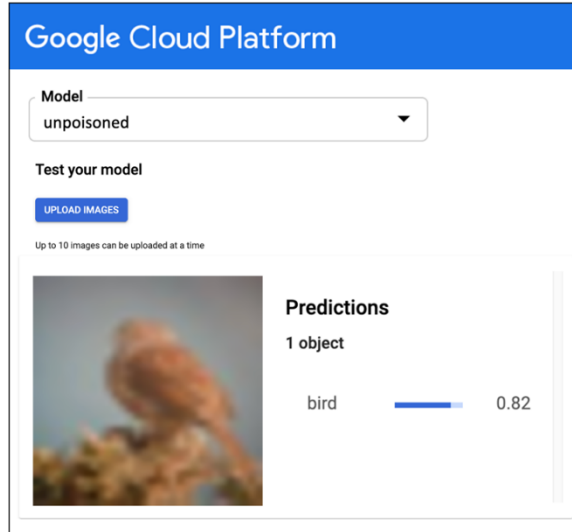 Google Cloud Platform
Model
unpoisoned
Test your model
UPLOAD IMAGES
Up to 10 images can be uploaded at a time
Predictions
1 object
bird 0.82